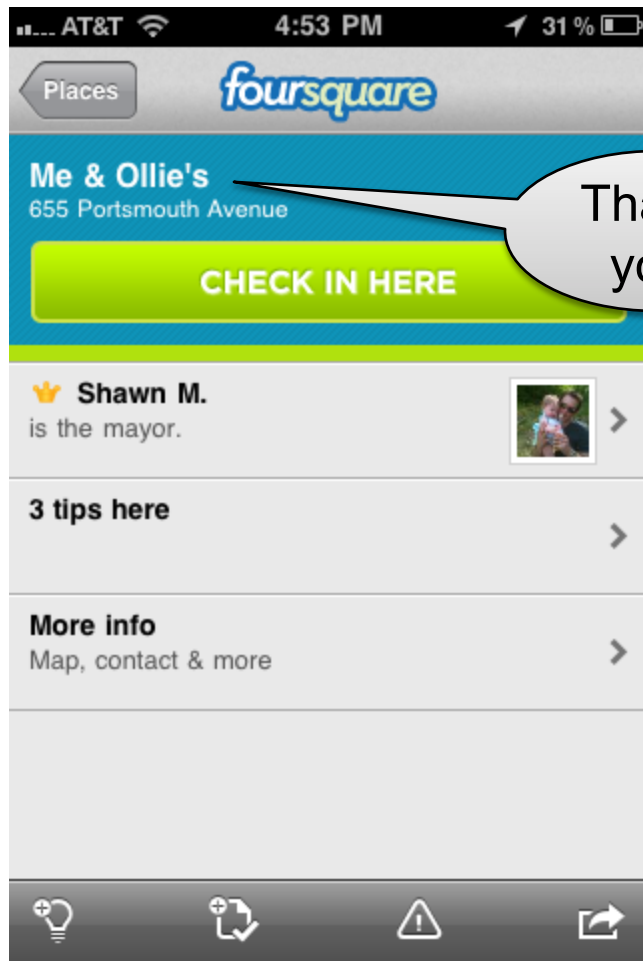 AT&T 4:53 PM 31%
Places foursquare
Me & Ollie's
655 Portsmouth Avenue
CHECK IN HERE
Shawn M.
is the mayor.
3 tips here
More info
Map, contact & more